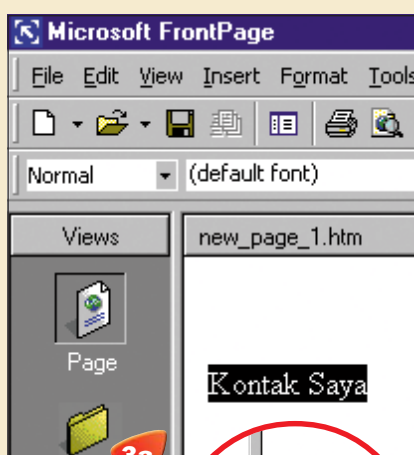 Microsoft FrontPage
File Edit View Insert Format Tools
Normal (default font)
Views new_page_1.htm
Page
Kontak Saya